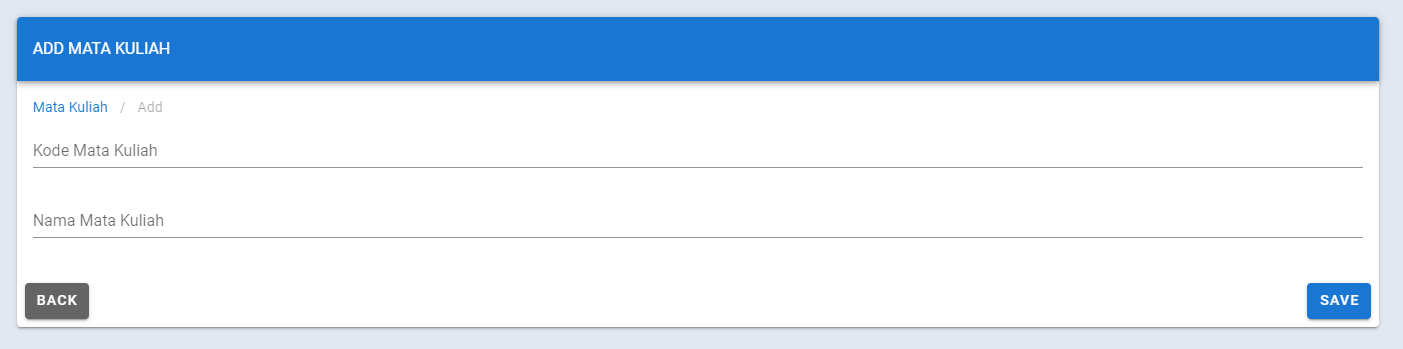 ADD MATA KULIAH
Mata Kuliah / Add
Kode Mata Kuliah
Nama Mata Kuliah
BACK SAVE